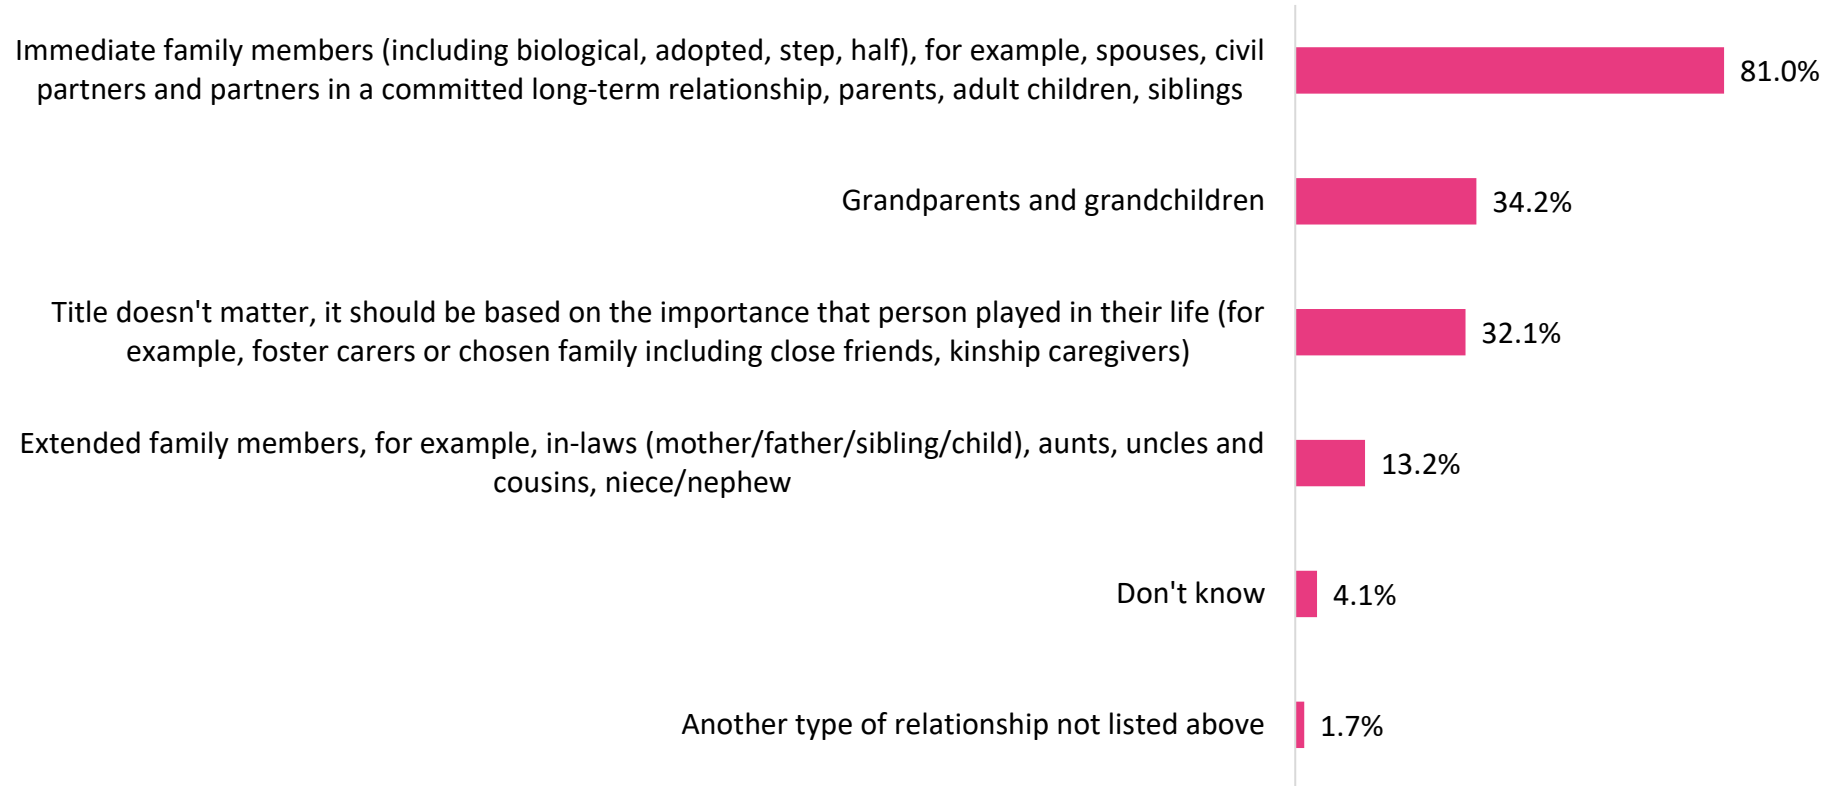 Immediate family members (including biological, adopted, step, half), for example, spouses, civil
partners and partners in a committed long-term relationship, parents, adult children, siblings
81.0%
Grandparents and grandchildren
34.2%
Title doesn't matter, it should be based on the importance that person played in their life (for
example, foster carers or chosen family including close friends, kinship caregivers)
32.1%
Extended family members, for example, in-laws (mother/father/sibling/child), aunts, uncles and
cousins, niece/nephew
13.2%
Don't know
4.1%
Another type of relationship not listed above
1.7%